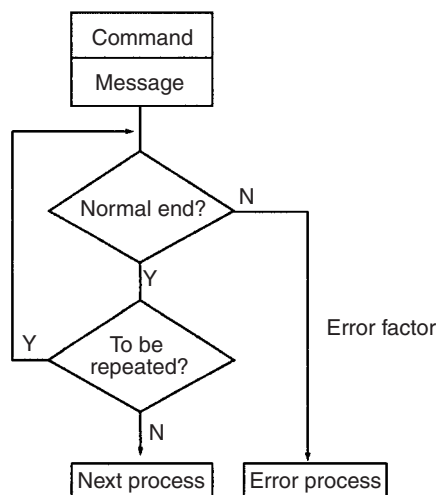 Command
Message
Normal end?
N
Y
To be
repeated?
Y
Error factor
N
Next process
Error process